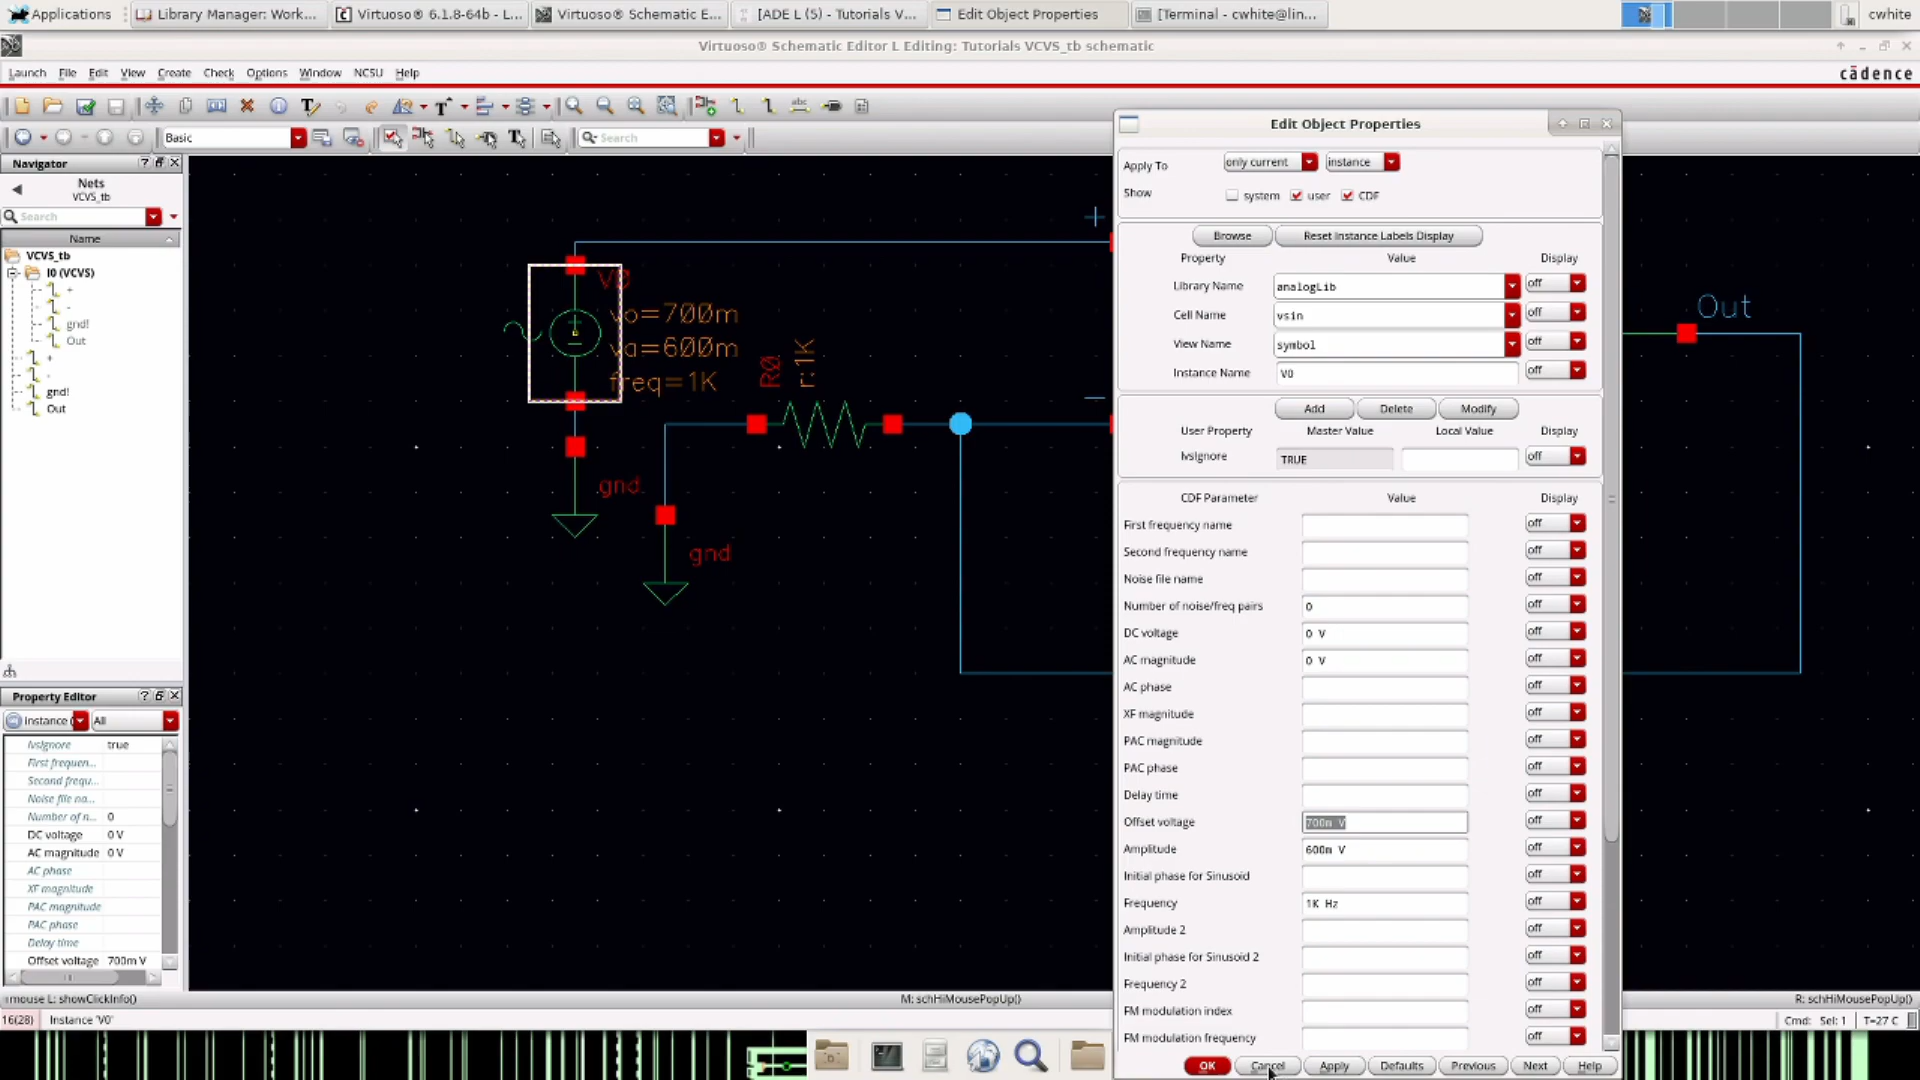 Applications
Library Manager: Work...
Virtuoso® 6.1.8-64b - L...
Virtuoso® Schematic E...
[ADE L (5) - Tutorials V...
Edit Object Properties
[Terminal - cwhite@lin...
cwhite
Virtuoso® Schematic Editor L Editing: Tutorials VCVS_tb schematic
Launch File Edit View Create Check Options Window NCSU Help
cādence
Basic
Search
Navigator
Nets
VCVS_tb
Search
Name
VCVS_tb
I0 (VCVS)
+
-
gnd!
Out
+
-
gnd!
Out
Property Editor
instance (
All
lvsIgnore true
First frequen...
Second frequ...
Noise file na...
Number of n... 0
DC voltage 0 V
AC magnitude 0 V
AC phase
XF magnitude
PAC magnitude
PAC phase
Delay time
Offset voltage 700m V
V0
vo=700m
va=600m
freq=1K
R0
r:1K
gnd
gnd
+
-
Out
Edit Object Properties
Apply To only current instance
Show system user CDF
Browse Reset Instance Labels Display
Property Value Display
Library Name analogLib off
Cell Name vsin off
View Name symbol off
Instance Name V0 off
Add Delete Modify
User Property Master Value Local Value Display
lvsIgnore TRUE off
CDF Parameter Value Display
First frequency name off
Second frequency name off
Noise file name off
Number of noise/freq pairs 0 off
DC voltage 0 V off
AC magnitude 0 V off
AC phase off
XF magnitude off
PAC magnitude off
PAC phase off
Delay time off
Offset voltage 700m V off
Amplitude 600m V off
Initial phase for Sinusoid off
Frequency 1K Hz off
Amplitude 2 off
Initial phase for Sinusoid 2 off
Frequency 2 off
FM modulation index off
FM modulation frequency off
OK Cancel Apply Defaults Previous Next Help
mouse L: showClickInfo()
M: schHiMousePopUp()
R: schHiMousePopUp()
16(28) Instance 'V0'
Cmd: Sel: 1 T=27 C